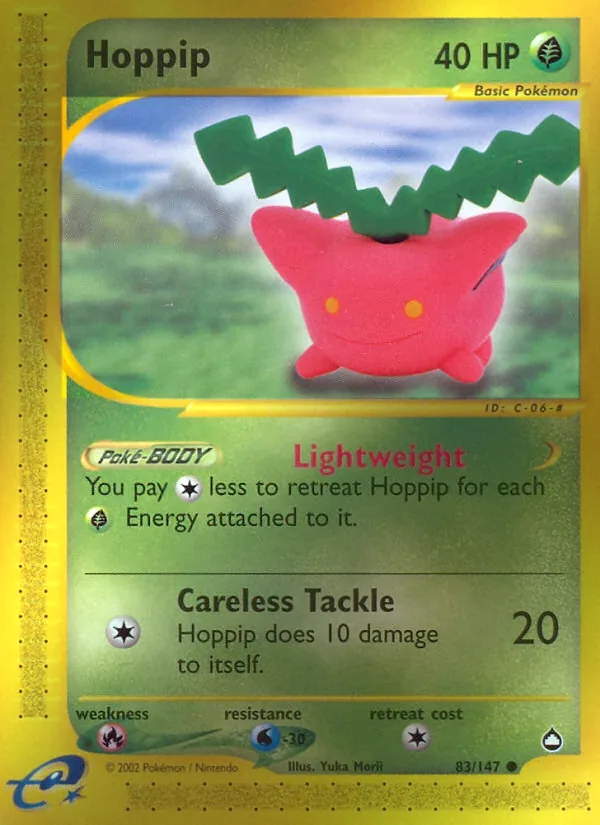 Hoppip
40 HP
Basic Pokémon
ID: C-06-#
Poké-BODY
Lightweight
You pay less to retreat Hoppip for each
Energy attached to it.
Careless Tackle
Hoppip does 10 damage
to itself.
20
weakness
resistance
retreat cost
-30
© 2002 Pokémon / Nintendo
Illus. Yuka Morii
83/147
e